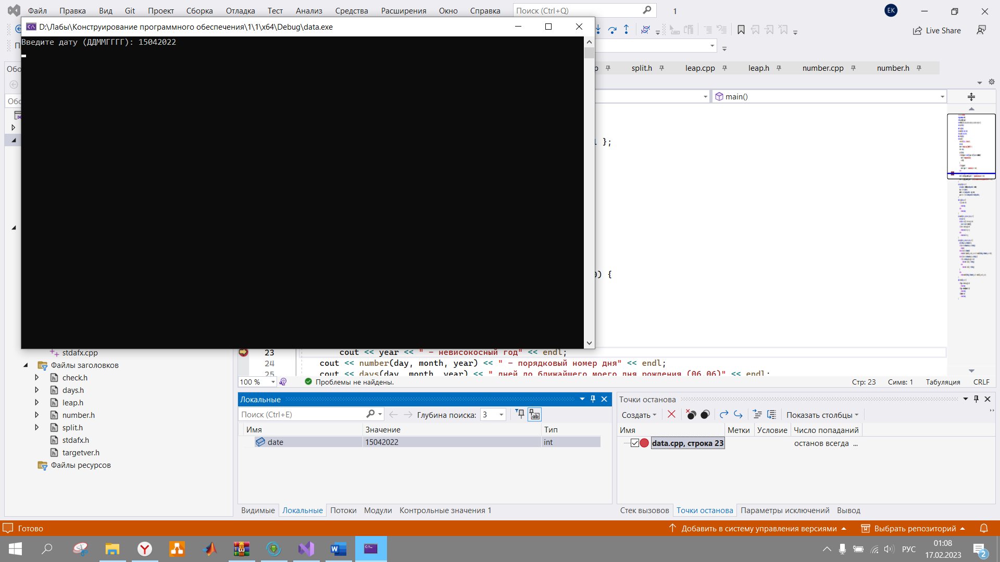 Файл Правка Вид Git Проект Сборка Отладка Тест Анализ Средства Расширения Окно Справка Поиск (Ctrl+Q) 1 EK
D:\Лабы\Конструирование программного обеспечения\1\1\x64\Debug\data.exe
Live Share
Введите дату (ДДММГГГГ): 15042022
split.h leap.cpp leap.h number.cpp number.h
main()
};
) {
stdafx.cpp
Файлы заголовков
check.h
days.h
leap.h
number.h
split.h
stdafx.h
targetver.h
Файлы ресурсов
23 cout << year << " - невисокосный год" << endl;
24 cout << number(day, month, year) << " - порядковый номер дня" << endl;
25 cout << days(day, month, year) << " дней до ближайшего моего дня рождения (06.06)" << endl;
100 % Проблемы не найдены. Стр: 23 Симв: 1 Табуляция CRLF
Локальные
Поиск (Ctrl+E) Глубина поиска: 3
Имя Значение Тип
date 15042022 int
Видимые Локальные Потоки Модули Контрольные значения 1
Точки останова
Создать Показать столбцы
Имя Метки Условие Число попаданий
data.cpp, строка 23 останов всегда ...
Стек вызовов Точки останова Параметры исключений Вывод
Готово Добавить в систему управления версиями Выбрать репозиторий
РУС 01:08
17.02.2023 2